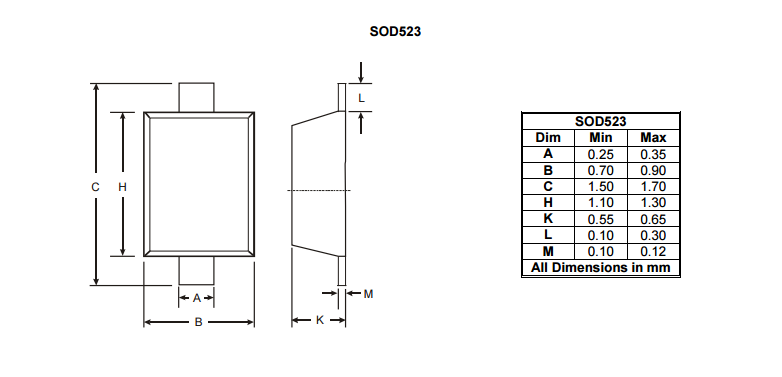 SOD523
L
C
H
A
B
M
K
SOD523
Dim Min Max
A 0.25 0.35
B 0.70 0.90
C 1.50 1.70
H 1.10 1.30
K 0.55 0.65
L 0.10 0.30
M 0.10 0.12
All Dimensions in mm